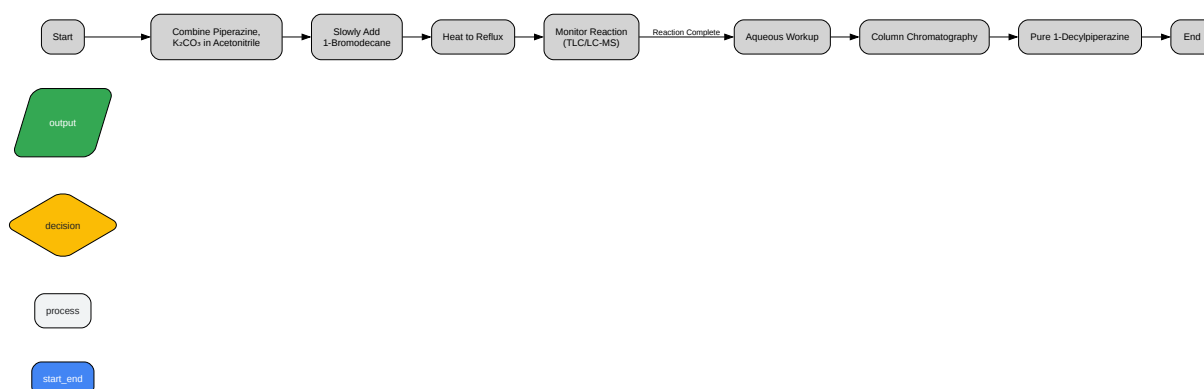 Start
Combine Piperazine,
K₂CO₃ in Acetonitrile
Slowly Add
1-Bromodecane
Heat to Reflux
Monitor Reaction
(TLC/LC-MS)
Reaction Complete
Aqueous Workup
Column Chromatography
Pure 1-Decylpiperazine
End
output
decision
process
start_end